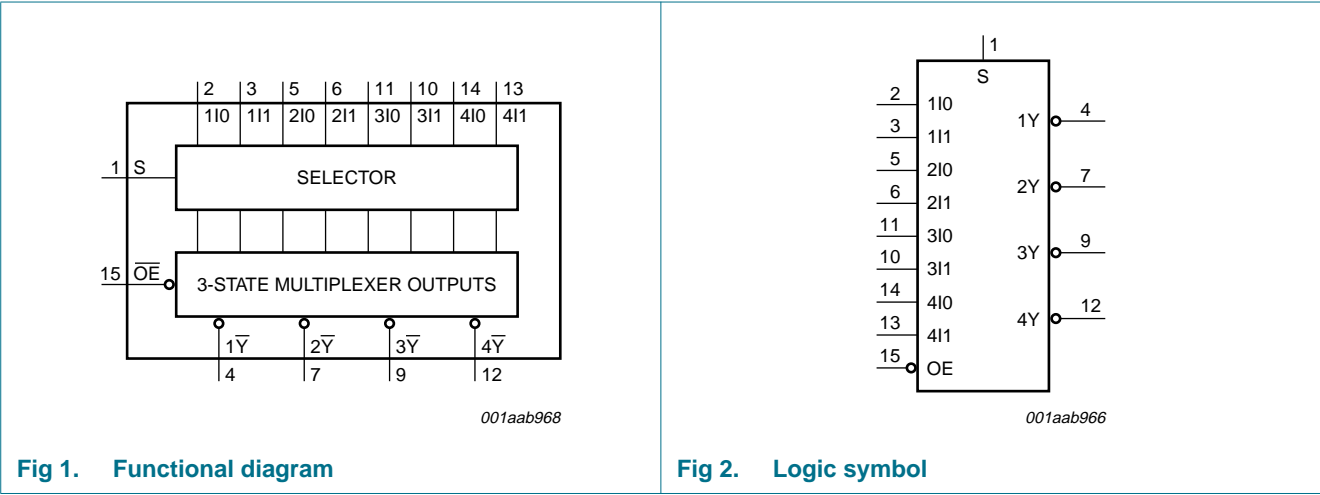 2 3 5 6 11 10 14 13
1I0 1I1 2I0 2I1 3I0 3I1 4I0 4I1
1 S
SELECTOR
15 O̅E̅
3-STATE MULTIPLEXER OUTPUTS
1Y̅ 2Y̅ 3Y̅ 4Y̅
4 7 9 12
001aab968
Fig 1. Functional diagram
1
S
2 1I0
1Y 4
3 1I1
5 2I0
2Y 7
6 2I1
11 3I0
3Y 9
10 3I1
14 4I0
4Y 12
13 4I1
15 OE
001aab966
Fig 2. Logic symbol